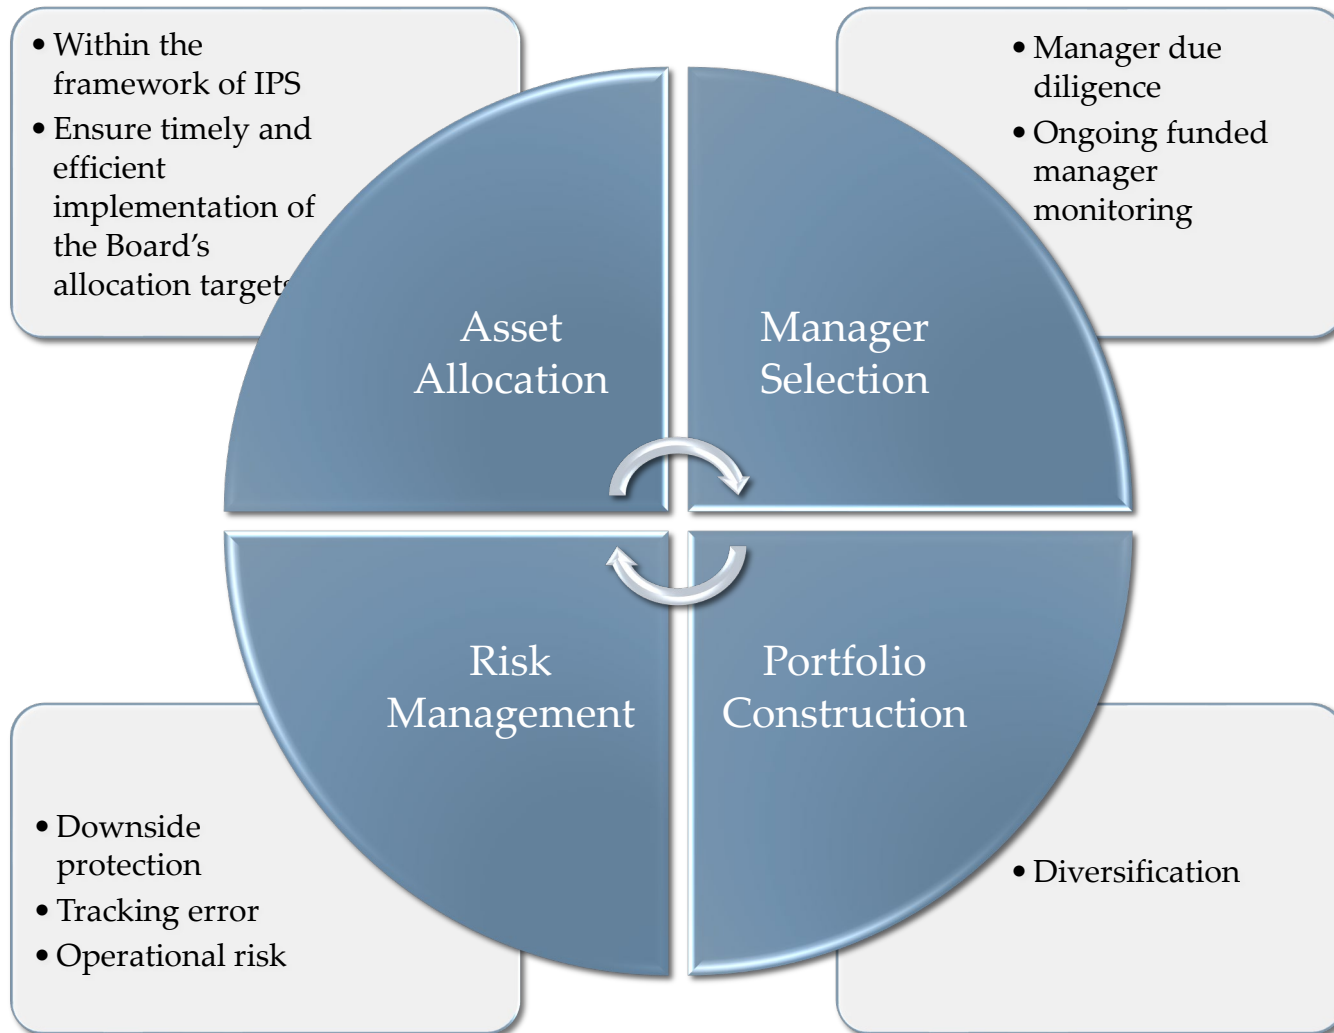 • Within the
framework of IPS
• Ensure timely and
efficient
implementation of
the Board's
allocation targets
• Manager due
diligence
• Ongoing funded
manager
monitoring
Asset
Allocation
Manager
Selection
Risk
Management
Portfolio
Construction
• Downside
protection
• Tracking error
• Operational risk
• Diversification